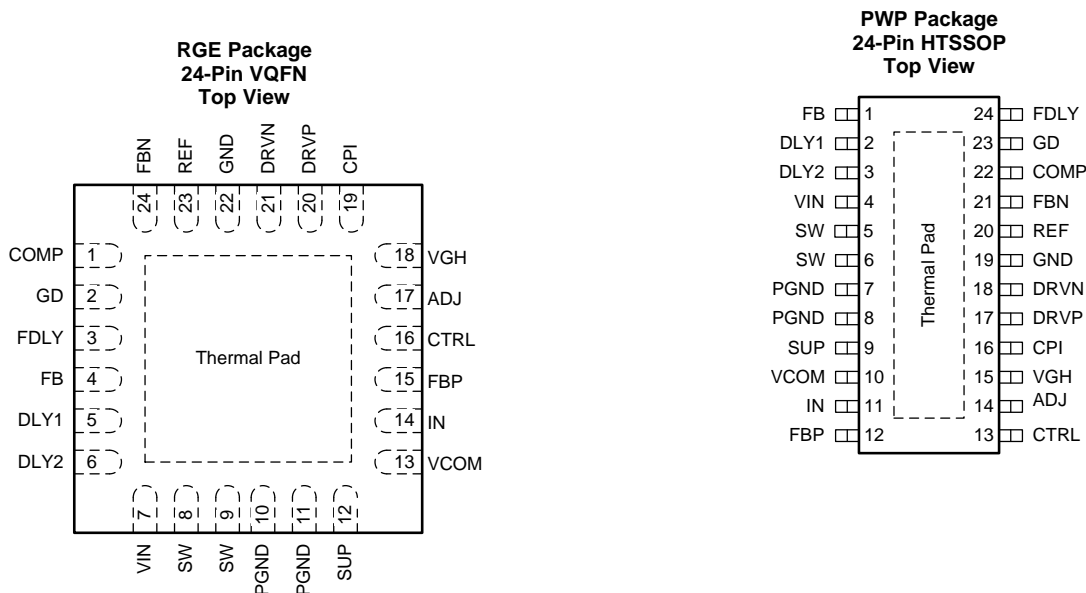 RGE Package
24-Pin VQFN
Top View
FBN
REF
GND
DRVN
DRVP
CPI
24
23
22
21
20
19
COMP 1
GD 2
FDLY 3
FB 4
DLY1 5
DLY2 6
Thermal Pad
18 VGH
17 ADJ
16 CTRL
15 FBP
14 IN
13 VCOM
7
8
9
10
11
12
VIN
SW
SW
PGND
PGND
SUP
PWP Package
24-Pin HTSSOP
Top View
FB 1
DLY1 2
DLY2 3
VIN 4
SW 5
SW 6
PGND 7
PGND 8
SUP 9
VCOM 10
IN 11
FBP 12
Thermal Pad
24 FDLY
23 GD
22 COMP
21 FBN
20 REF
19 GND
18 DRVN
17 DRVP
16 CPI
15 VGH
14 ADJ
13 CTRL